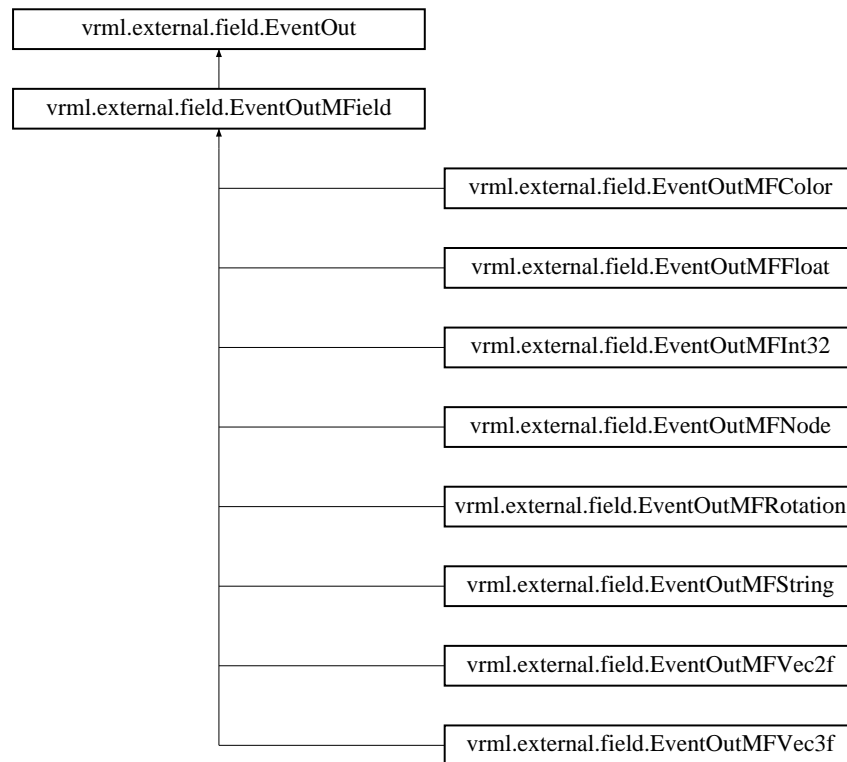 vrml.external.field.EventOut
vrml.external.field.EventOutMField
vrml.external.field.EventOutMFColor
vrml.external.field.EventOutMFFloat
vrml.external.field.EventOutMFInt32
vrml.external.field.EventOutMFNode
vrml.external.field.EventOutMFRotation
vrml.external.field.EventOutMFString
vrml.external.field.EventOutMFVec2f
vrml.external.field.EventOutMFVec3f